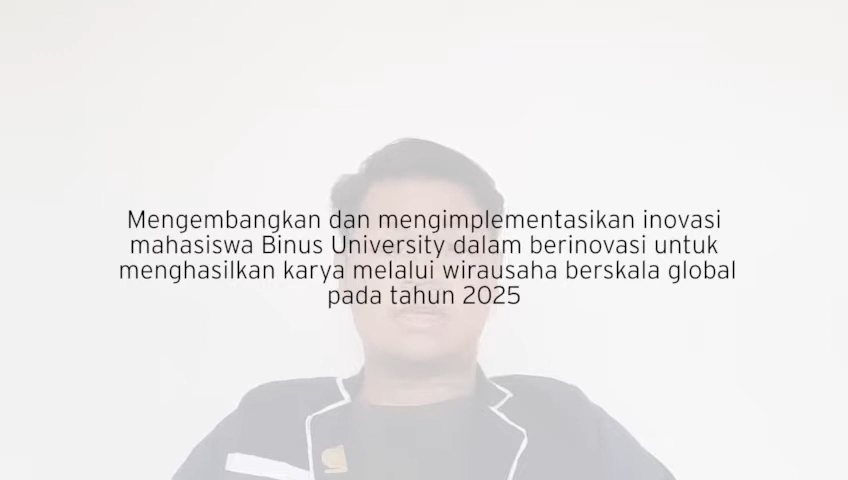 Mengembangkan dan mengimplementasikan inovasi
mahasiswa Binus University dalam berinovasi untuk
menghasilkan karya melalui wirausaha berskala global
pada tahun 2025